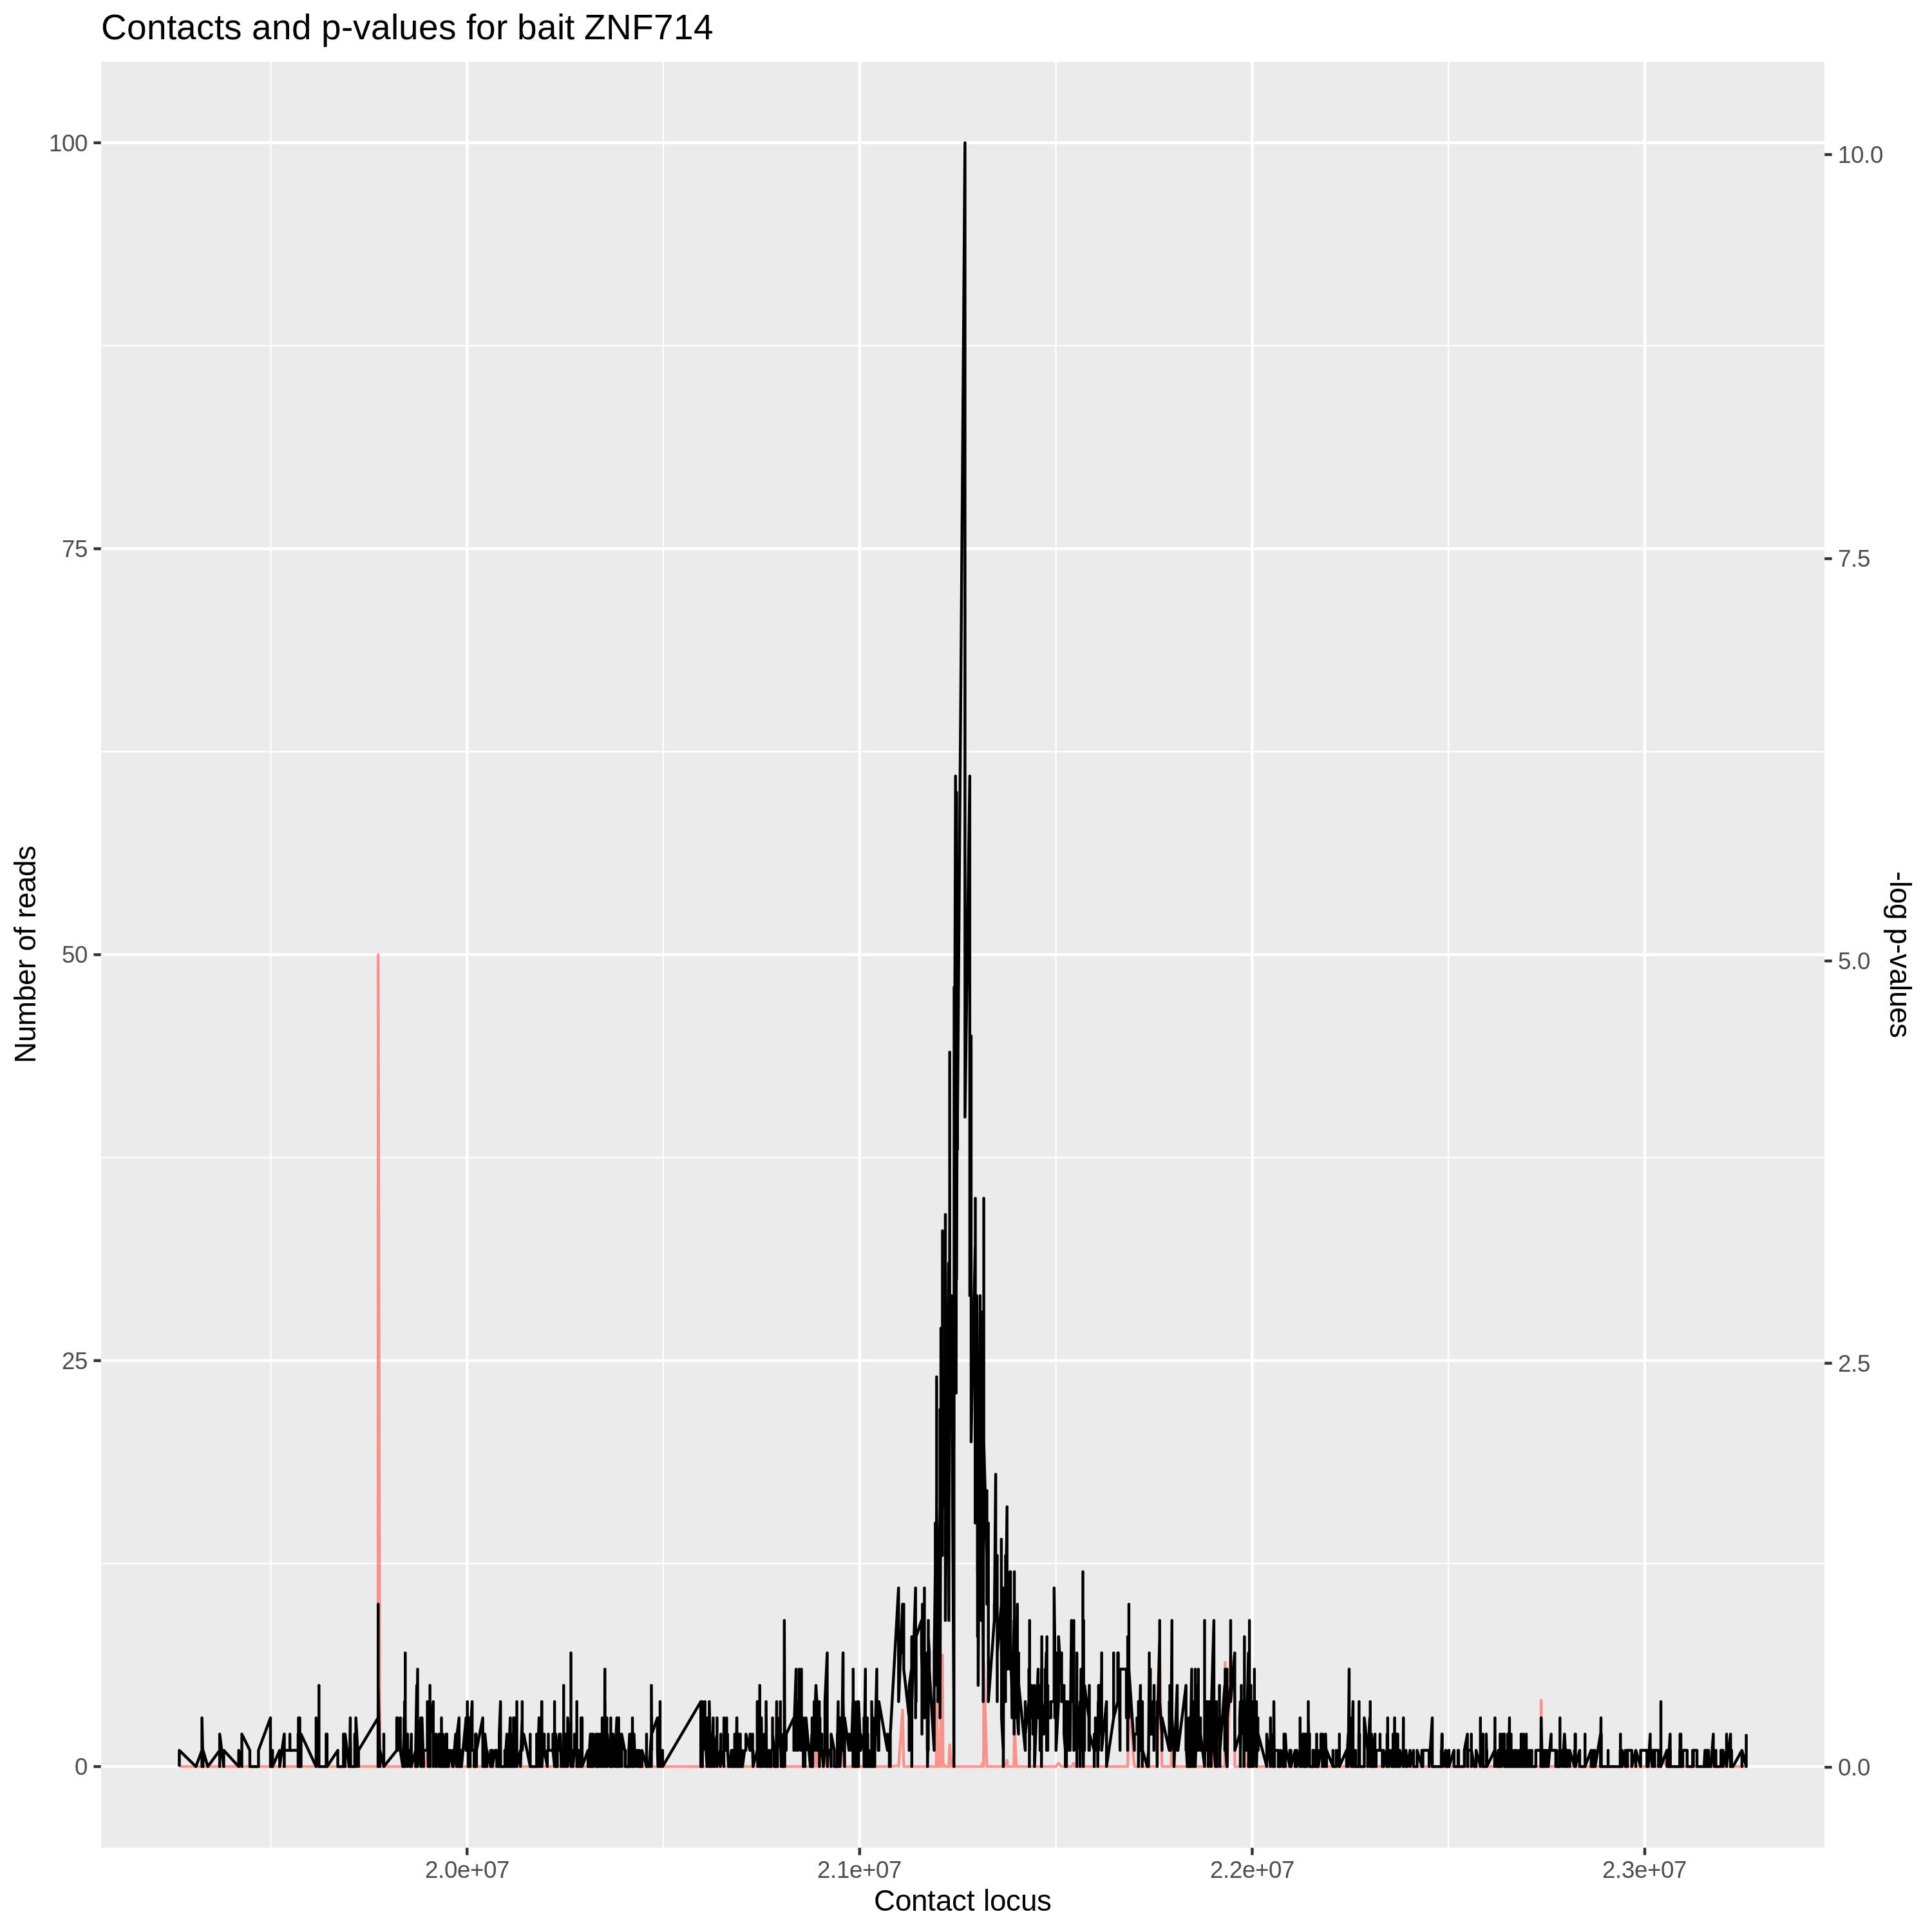 Contacts and p-values for bait ZNF714
100
75
50
25
0
Number of reads
10.0
7.5
5.0
2.5
0.0
-log p-values
2.0e+07
2.1e+07
2.2e+07
2.3e+07
Contact locus